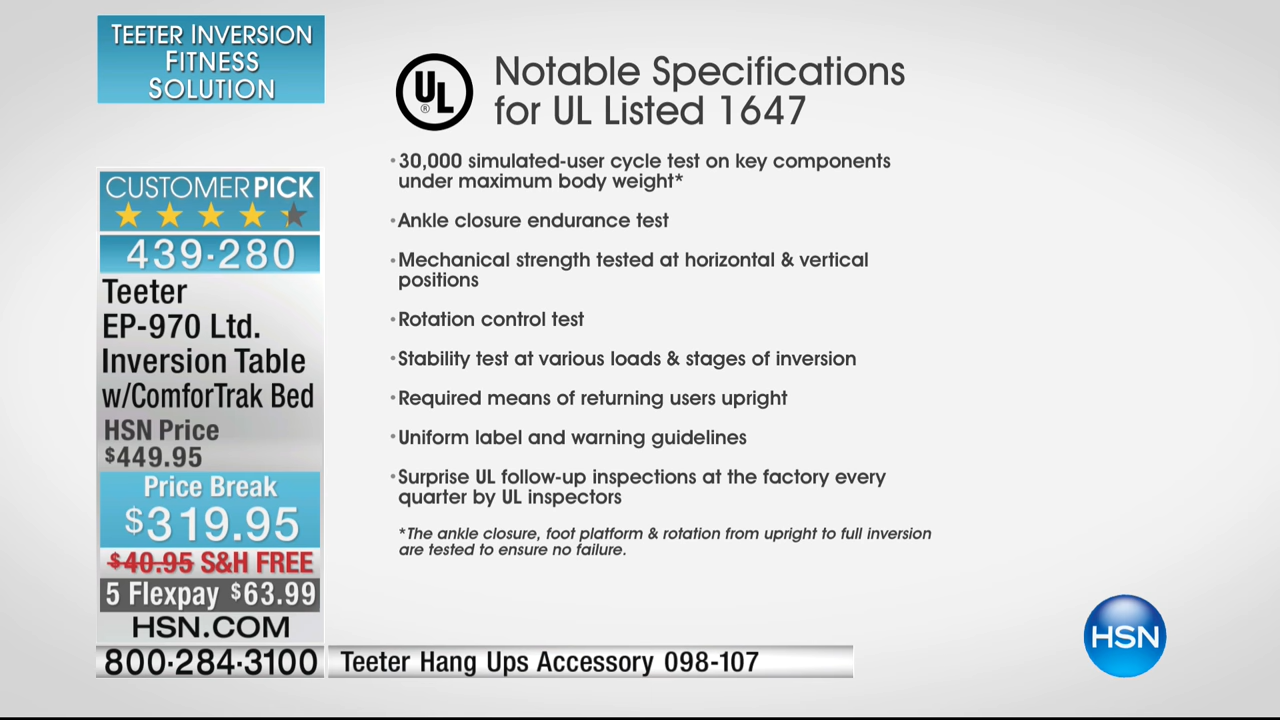 TEETER INVERSION
FITNESS
SOLUTION
CUSTOMER PICK
439·280
Teeter
EP-970 Ltd.
Inversion Table
w/ComforTrak Bed
HSN Price
$449.95
Price Break
$319.95
$40.95 S&H FREE
5 Flexpay $63.99
HSN.COM
800·284·3100
UL
®
Notable Specifications
for UL Listed 1647
•30,000 simulated-user cycle test on key components
under maximum body weight*
•Ankle closure endurance test
•Mechanical strength tested at horizontal & vertical
positions
•Rotation control test
•Stability test at various loads & stages of inversion
•Required means of returning users upright
•Uniform label and warning guidelines
•Surprise UL follow-up inspections at the factory every
quarter by UL inspectors
*The ankle closure, foot platform & rotation from upright to full inversion
are tested to ensure no failure.
HSN
Teeter Hang Ups Accessory 098-107